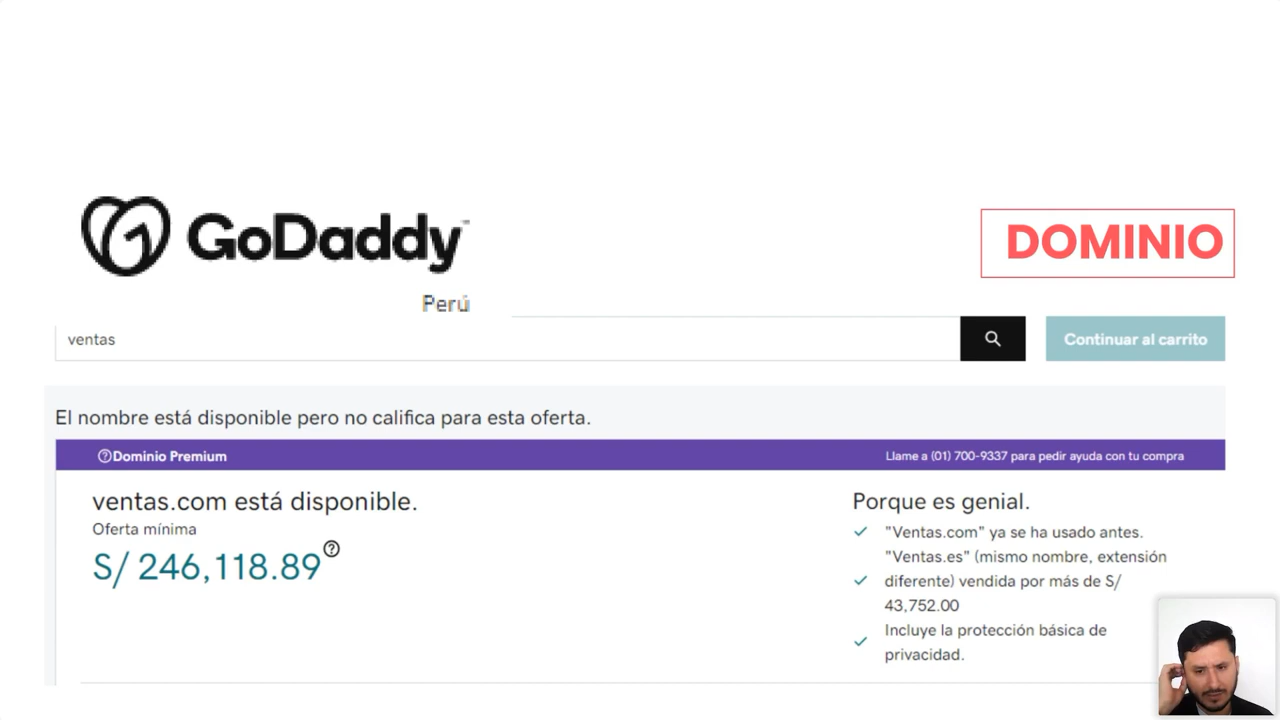 GoDaddy™
Perú
DOMINIO
ventas
Continuar al carrito
El nombre está disponible pero no califica para esta oferta.
Dominio Premium
Llame a (01) 700-9337 para pedir ayuda con tu compra
ventas.com está disponible.
Oferta mínima
S/ 246,118.89
Porque es genial.
"Ventas.com" ya se ha usado antes.
"Ventas.es" (mismo nombre, extensión
diferente) vendida por más de S/
43,752.00
Incluye la protección básica de
privacidad.